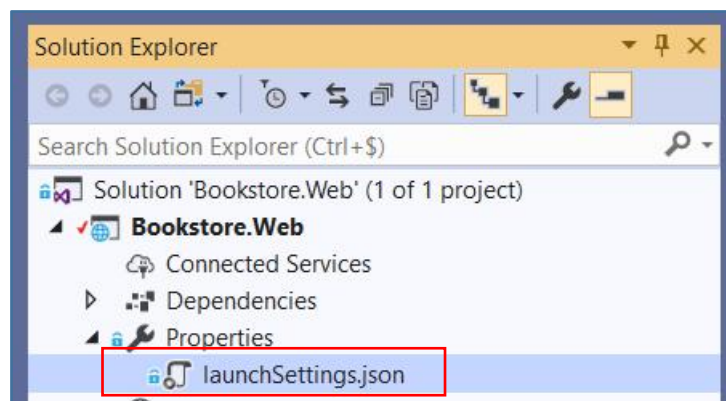 Solution Explorer
Search Solution Explorer (Ctrl+$)
Solution 'Bookstore.Web' (1 of 1 project)
Bookstore.Web
Connected Services
Dependencies
Properties
launchSettings.json